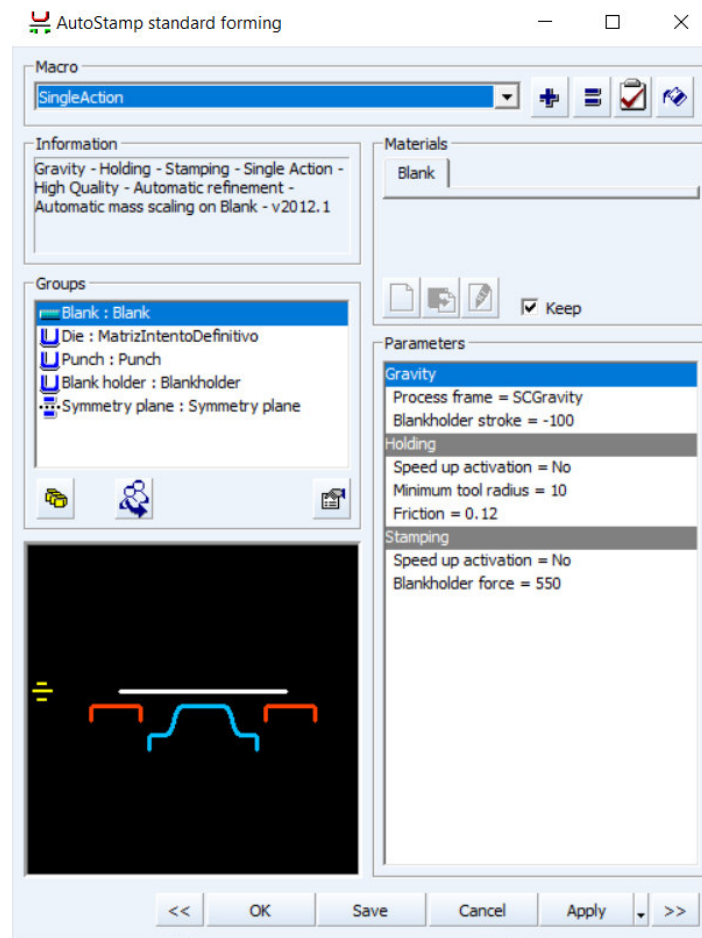 AutoStamp standard forming
Macro
SingleAction
Information
Gravity - Holding - Stamping - Single Action -
High Quality - Automatic refinement -
Automatic mass scaling on Blank - v2012.1
Materials
Blank
Keep
Groups
Blank : Blank
Die : MatrizIntentoDefinitivo
Punch : Punch
Blank holder : Blankholder
Symmetry plane : Symmetry plane
Parameters
Gravity
Process frame = SCGravity
Blankholder stroke = -100
Holding
Speed up activation = No
Minimum tool radius = 10
Friction = 0.12
Stamping
Speed up activation = No
Blankholder force = 550
<< OK Save Cancel Apply >>